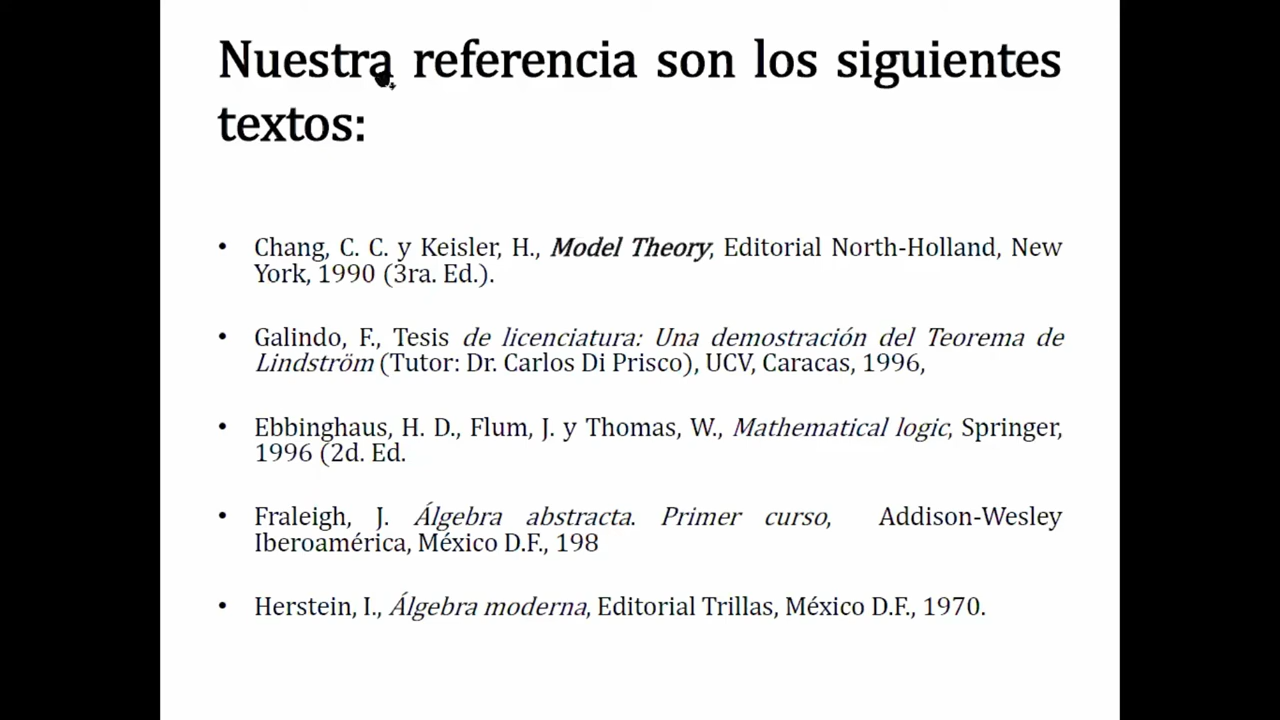 Nuestra referencia son los siguientes
textos:
• Chang, C. C. y Keisler, H., Model Theory, Editorial North-Holland, New
York, 1990 (3ra. Ed.).
• Galindo, F., Tesis de licenciatura: Una demostración del Teorema de
Lindström (Tutor: Dr. Carlos Di Prisco), UCV, Caracas, 1996,
• Ebbinghaus, H. D., Flum, J. y Thomas, W., Mathematical logic, Springer,
1996 (2d. Ed.
• Fraleigh, J. Álgebra abstracta. Primer curso, Addison-Wesley
Iberoamérica, México D.F., 198
• Herstein, I., Álgebra moderna, Editorial Trillas, México D.F., 1970.